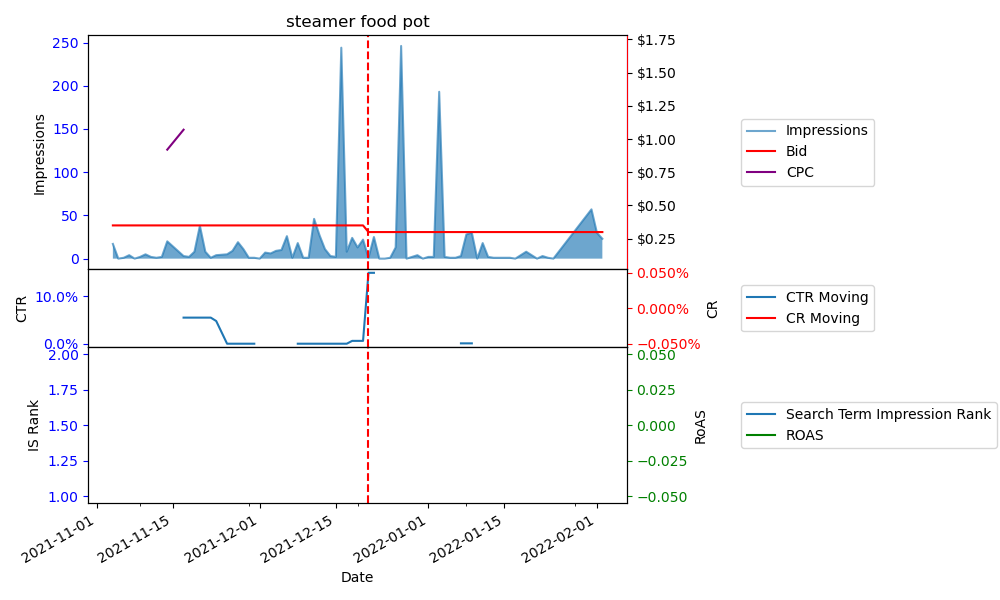 steamer food pot
250
200
150
100
50
0
Impressions
$1.75
$1.50
$1.25
$1.00
$0.75
$0.50
$0.25
Impressions
Bid
CPC
10.0%
0.0%
CTR
0.050%
0.000%
−0.050%
CR
CTR Moving
CR Moving
2.00
1.75
1.50
1.25
1.00
IS Rank
0.050
0.025
0.000
−0.025
−0.050
RoAS
Search Term Impression Rank
ROAS
2021-11-01
2021-11-15
2021-12-01
2021-12-15
2022-01-01
2022-01-15
2022-02-01
Date